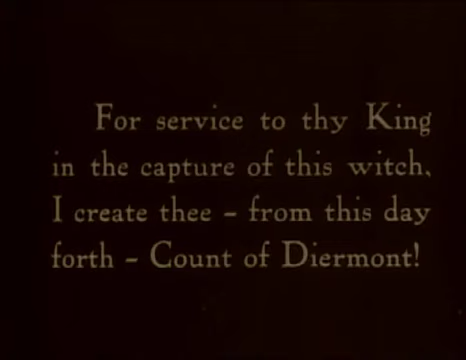 For service to thy King
in the capture of this witch,
I create thee - from this day
forth - Count of Diermont!